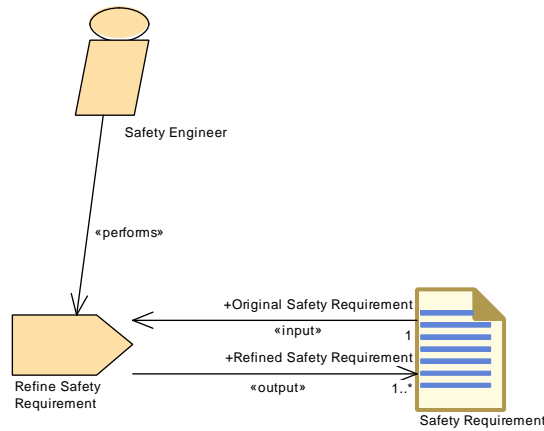 Safety Engineer
«performs»
+Original Safety Requirement
«input»
1
+Refined Safety Requirement
«output»
1..*
Refine Safety
Requirement
Safety Requirement